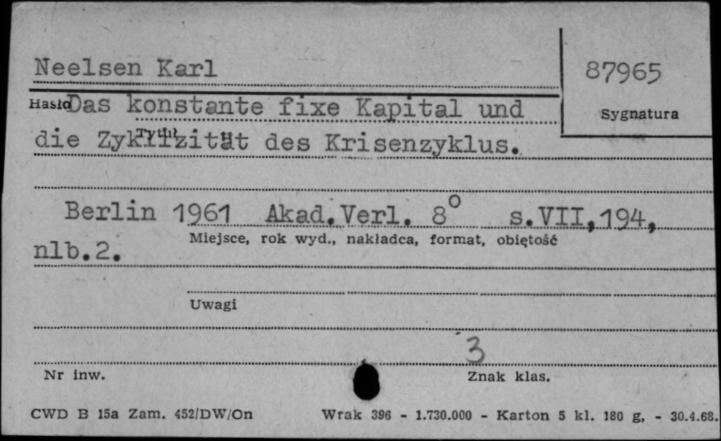 Neelsen Karl
87965
Hasło Das konstante fixe Kapital und
Sygnatura
Tytuł
die Zyklizität des Krisenzyklus.
Berlin 1961 Akad.Verl. 8° s.VII,194,
Miejsce, rok wyd., nakładca, format, objętość
nlb.2.
Uwagi
3
Nr inw.
Znak klas.
CWD B 15a Zam. 452/DW/On Wrak 396 - 1.730.000 - Karton 5 kl. 180 g. - 30.4.68.